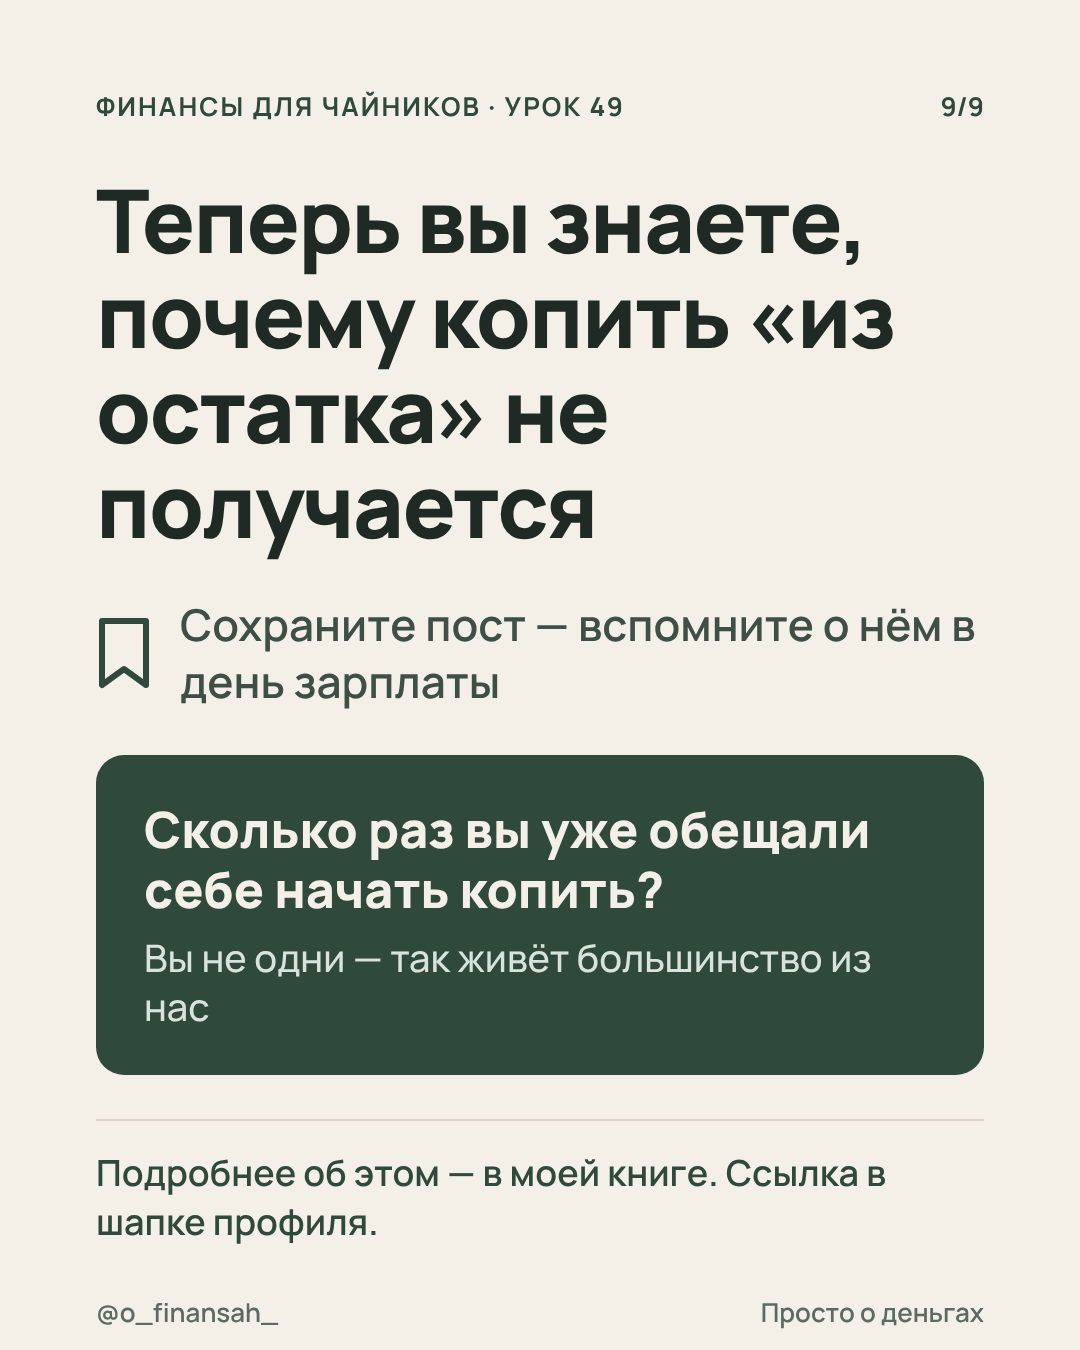 ФИНАНСЫ ДЛЯ ЧАЙНИКОВ · УРОК 49
9/9
Теперь вы знаете,
почему копить «из
остатка» не
получается
Сохраните пост — вспомните о нём в
день зарплаты
Сколько раз вы уже обещали
себе начать копить?
Вы не одни — так живёт большинство из
нас
Подробнее об этом — в моей книге. Ссылка в
шапке профиля.
@o_finansah_
Просто о деньгах